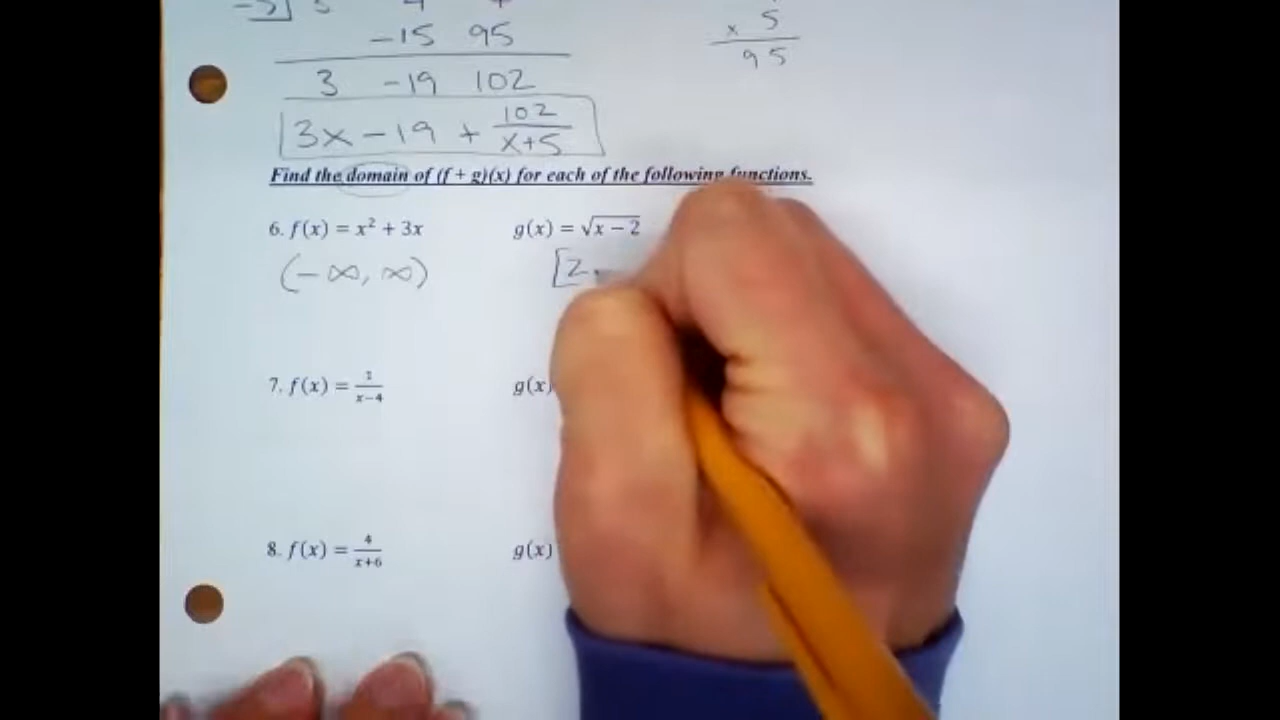 -15 95
3 -19 102
3x - 19 + 102/x+5
x 5
95
Find the domain of (f + g)(x) for each of the following functions.
6. f(x) = x² + 3x g(x) = √x − 2
(-∞, ∞) [2,
7. f(x) = 1/x−4 g(x)
8. f(x) = 4/x+6 g(x)